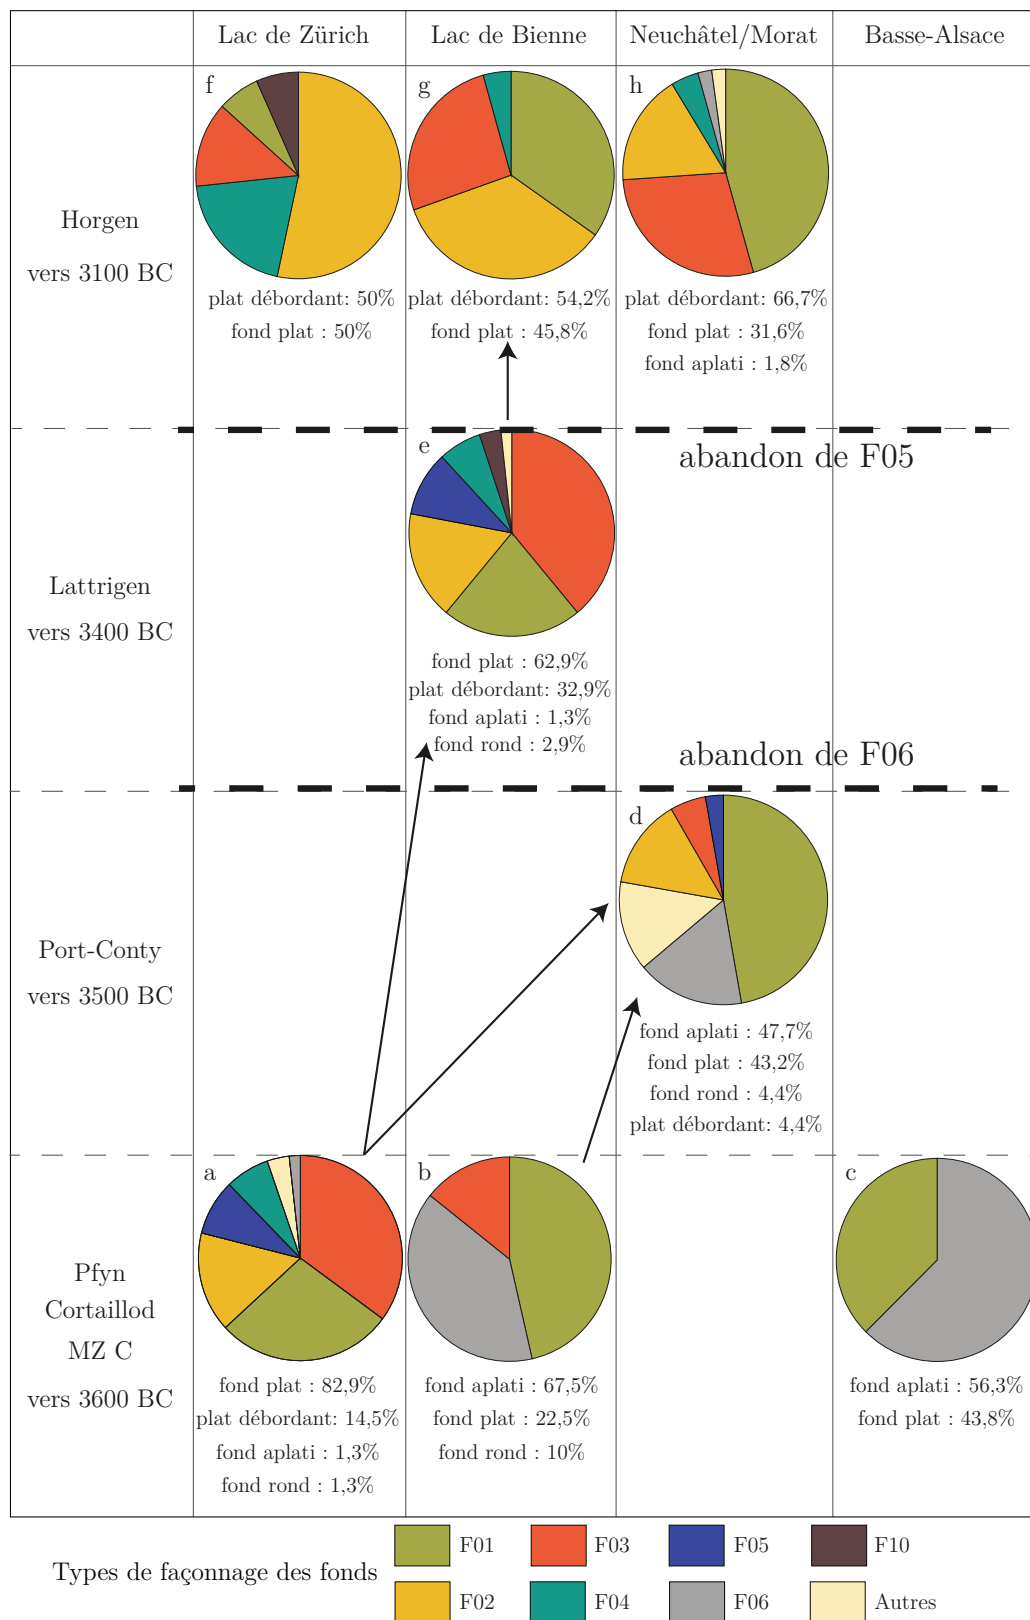 Lac de Zürich Lac de Bienne Neuchâtel/Morat Basse-Alsace
Horgen
vers 3100 BC
f
plat débordant: 50%
fond plat : 50%
g
plat débordant: 54,2%
fond plat : 45,8%
h
plat débordant: 66,7%
fond plat : 31,6%
fond aplati : 1,8%
abandon de F05
Lattrigen
vers 3400 BC
e
fond plat : 62,9%
plat débordant: 32,9%
fond aplati : 1,3%
fond rond : 2,9%
abandon de F06
Port-Conty
vers 3500 BC
d
fond aplati : 47,7%
fond plat : 43,2%
fond rond : 4,4%
plat débordant: 4,4%
Pfyn
Cortaillod
MZ C
vers 3600 BC
a
fond plat : 82,9%
plat débordant: 14,5%
fond aplati : 1,3%
fond rond : 1,3%
b
fond aplati : 67,5%
fond plat : 22,5%
fond rond : 10%
c
fond aplati : 56,3%
fond plat : 43,8%
Types de façonnage des fonds
F01 F03 F05 F10
F02 F04 F06 Autres